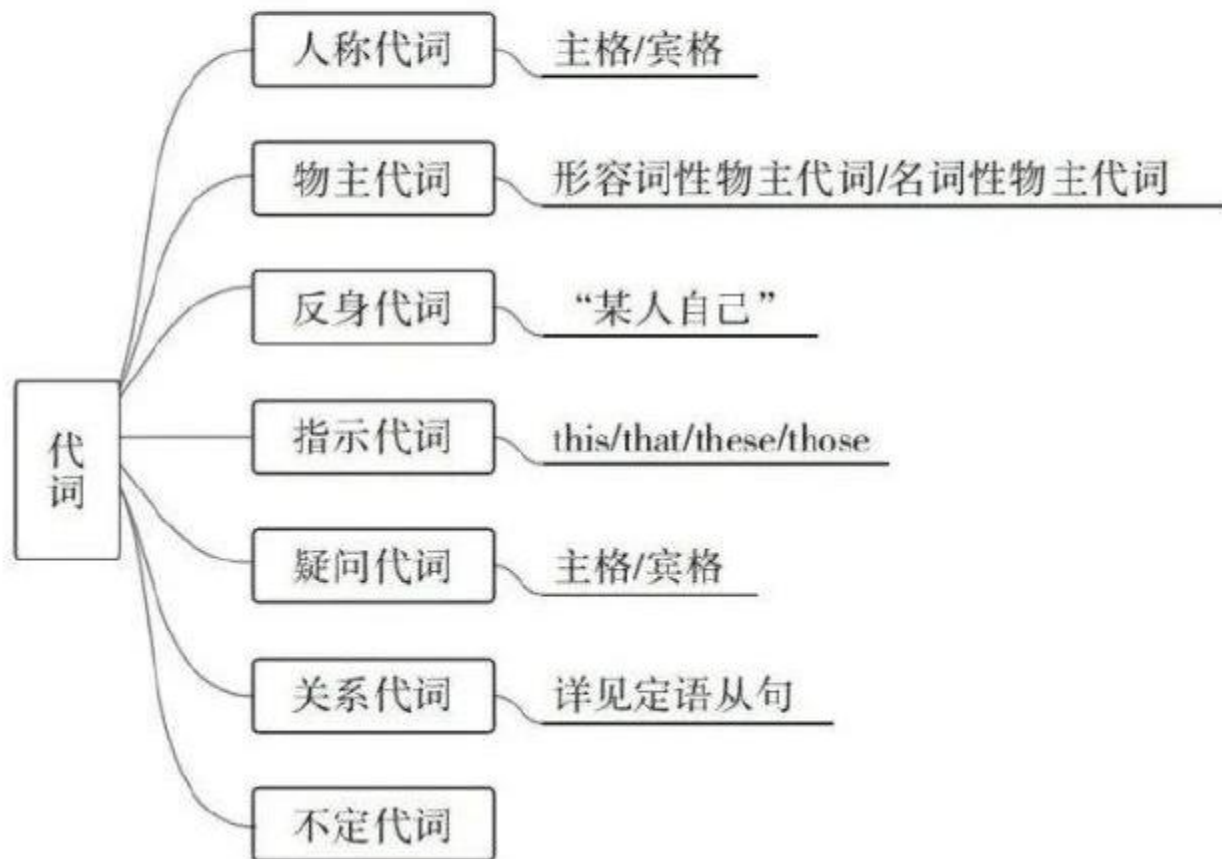 人称代词 主格/宾格
物主代词 形容词性物主代词/名词性物主代词
反身代词 “某人自己”
代词
指示代词 this/that/these/those
疑问代词 主格/宾格
关系代词 详见定语从句
不定代词